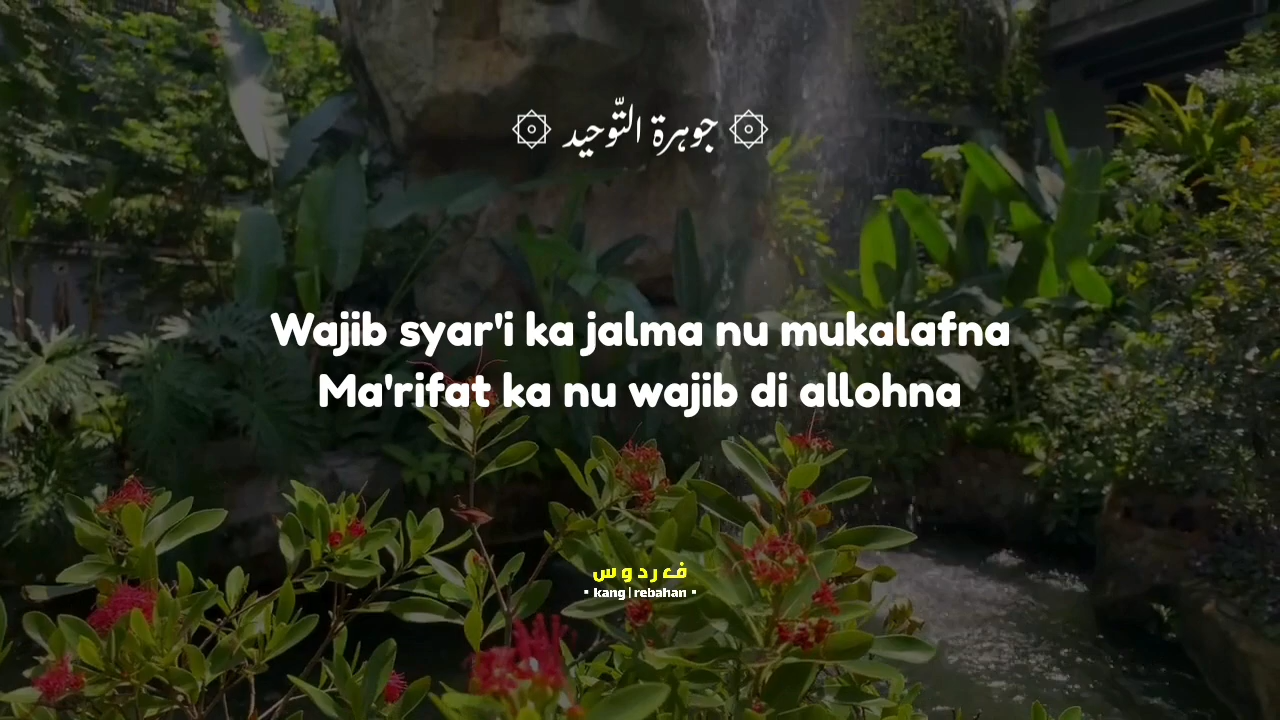 ۞ جوهرة التّوحيد ۞
Wajib syar'i ka jalma nu mukalafna
Ma'rifat ka nu wajib di allohna
فردوس
• kang | rebahan •